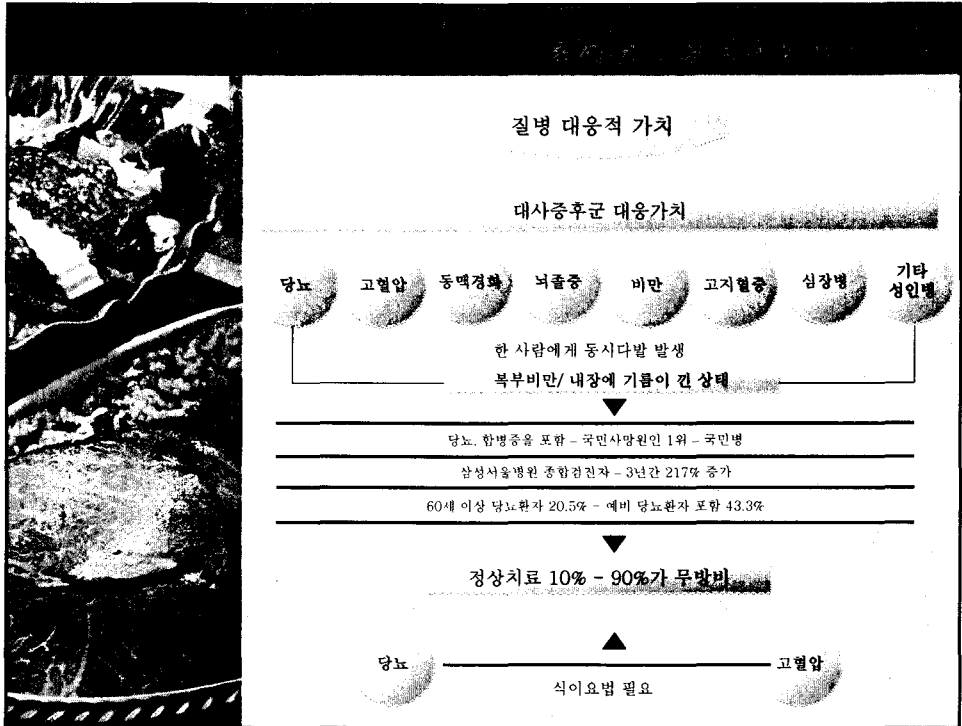 질병 대응적 가치
대사증후군 대응가치
당뇨 고혈압 동맥경화 뇌졸중 비만 고지혈증 심장병 기타 성인병
한 사람에게 동시다발 발생
복부비만/ 내장에 기름이 낀 상태
당뇨. 합병증을 포함 – 국민사망원인 1위 – 국민병
삼성서울병원 종합검진자 – 3년간 217% 증가
60세 이상 당뇨환자 20.5% – 예비 당뇨환자 포함 43.3%
정상치료 10% – 90%가 무방비
당뇨 고혈압
식이요법 필요